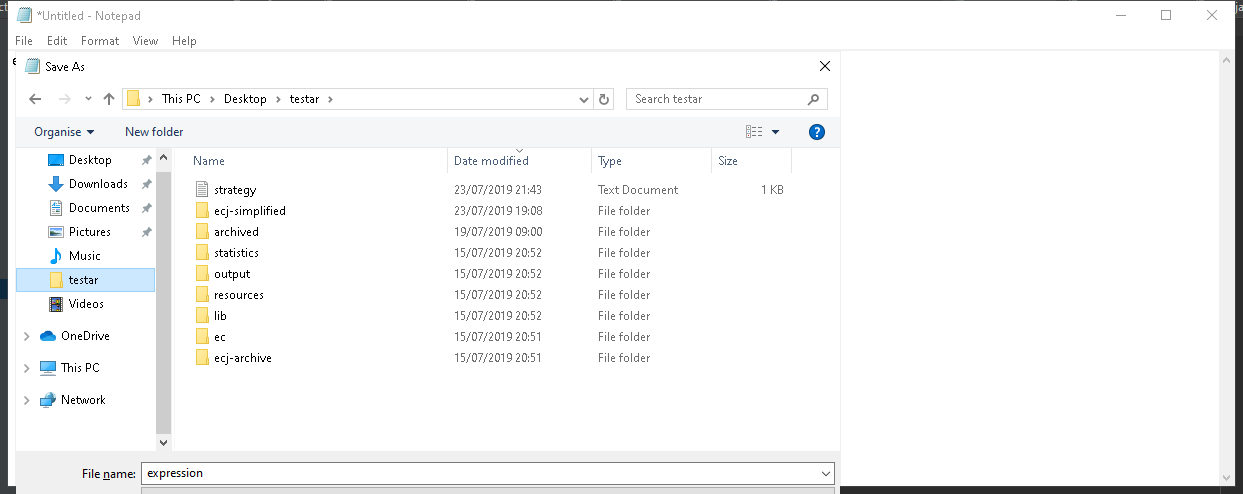 *Untitled - Notepad
File Edit Format View Help
Save As
This PC Desktop testar
Search testar
Organise New folder
Name Date modified Type Size
Desktop
Downloads
Documents
Pictures
Music
testar
Videos
OneDrive
This PC
Network
strategy 23/07/2019 21:43 Text Document 1 KB
ecj-simplified 23/07/2019 19:08 File folder
archived 19/07/2019 09:00 File folder
statistics 15/07/2019 20:52 File folder
output 15/07/2019 20:52 File folder
resources 15/07/2019 20:52 File folder
lib 15/07/2019 20:52 File folder
ec 15/07/2019 20:51 File folder
ecj-archive 15/07/2019 20:51 File folder
File name: expression